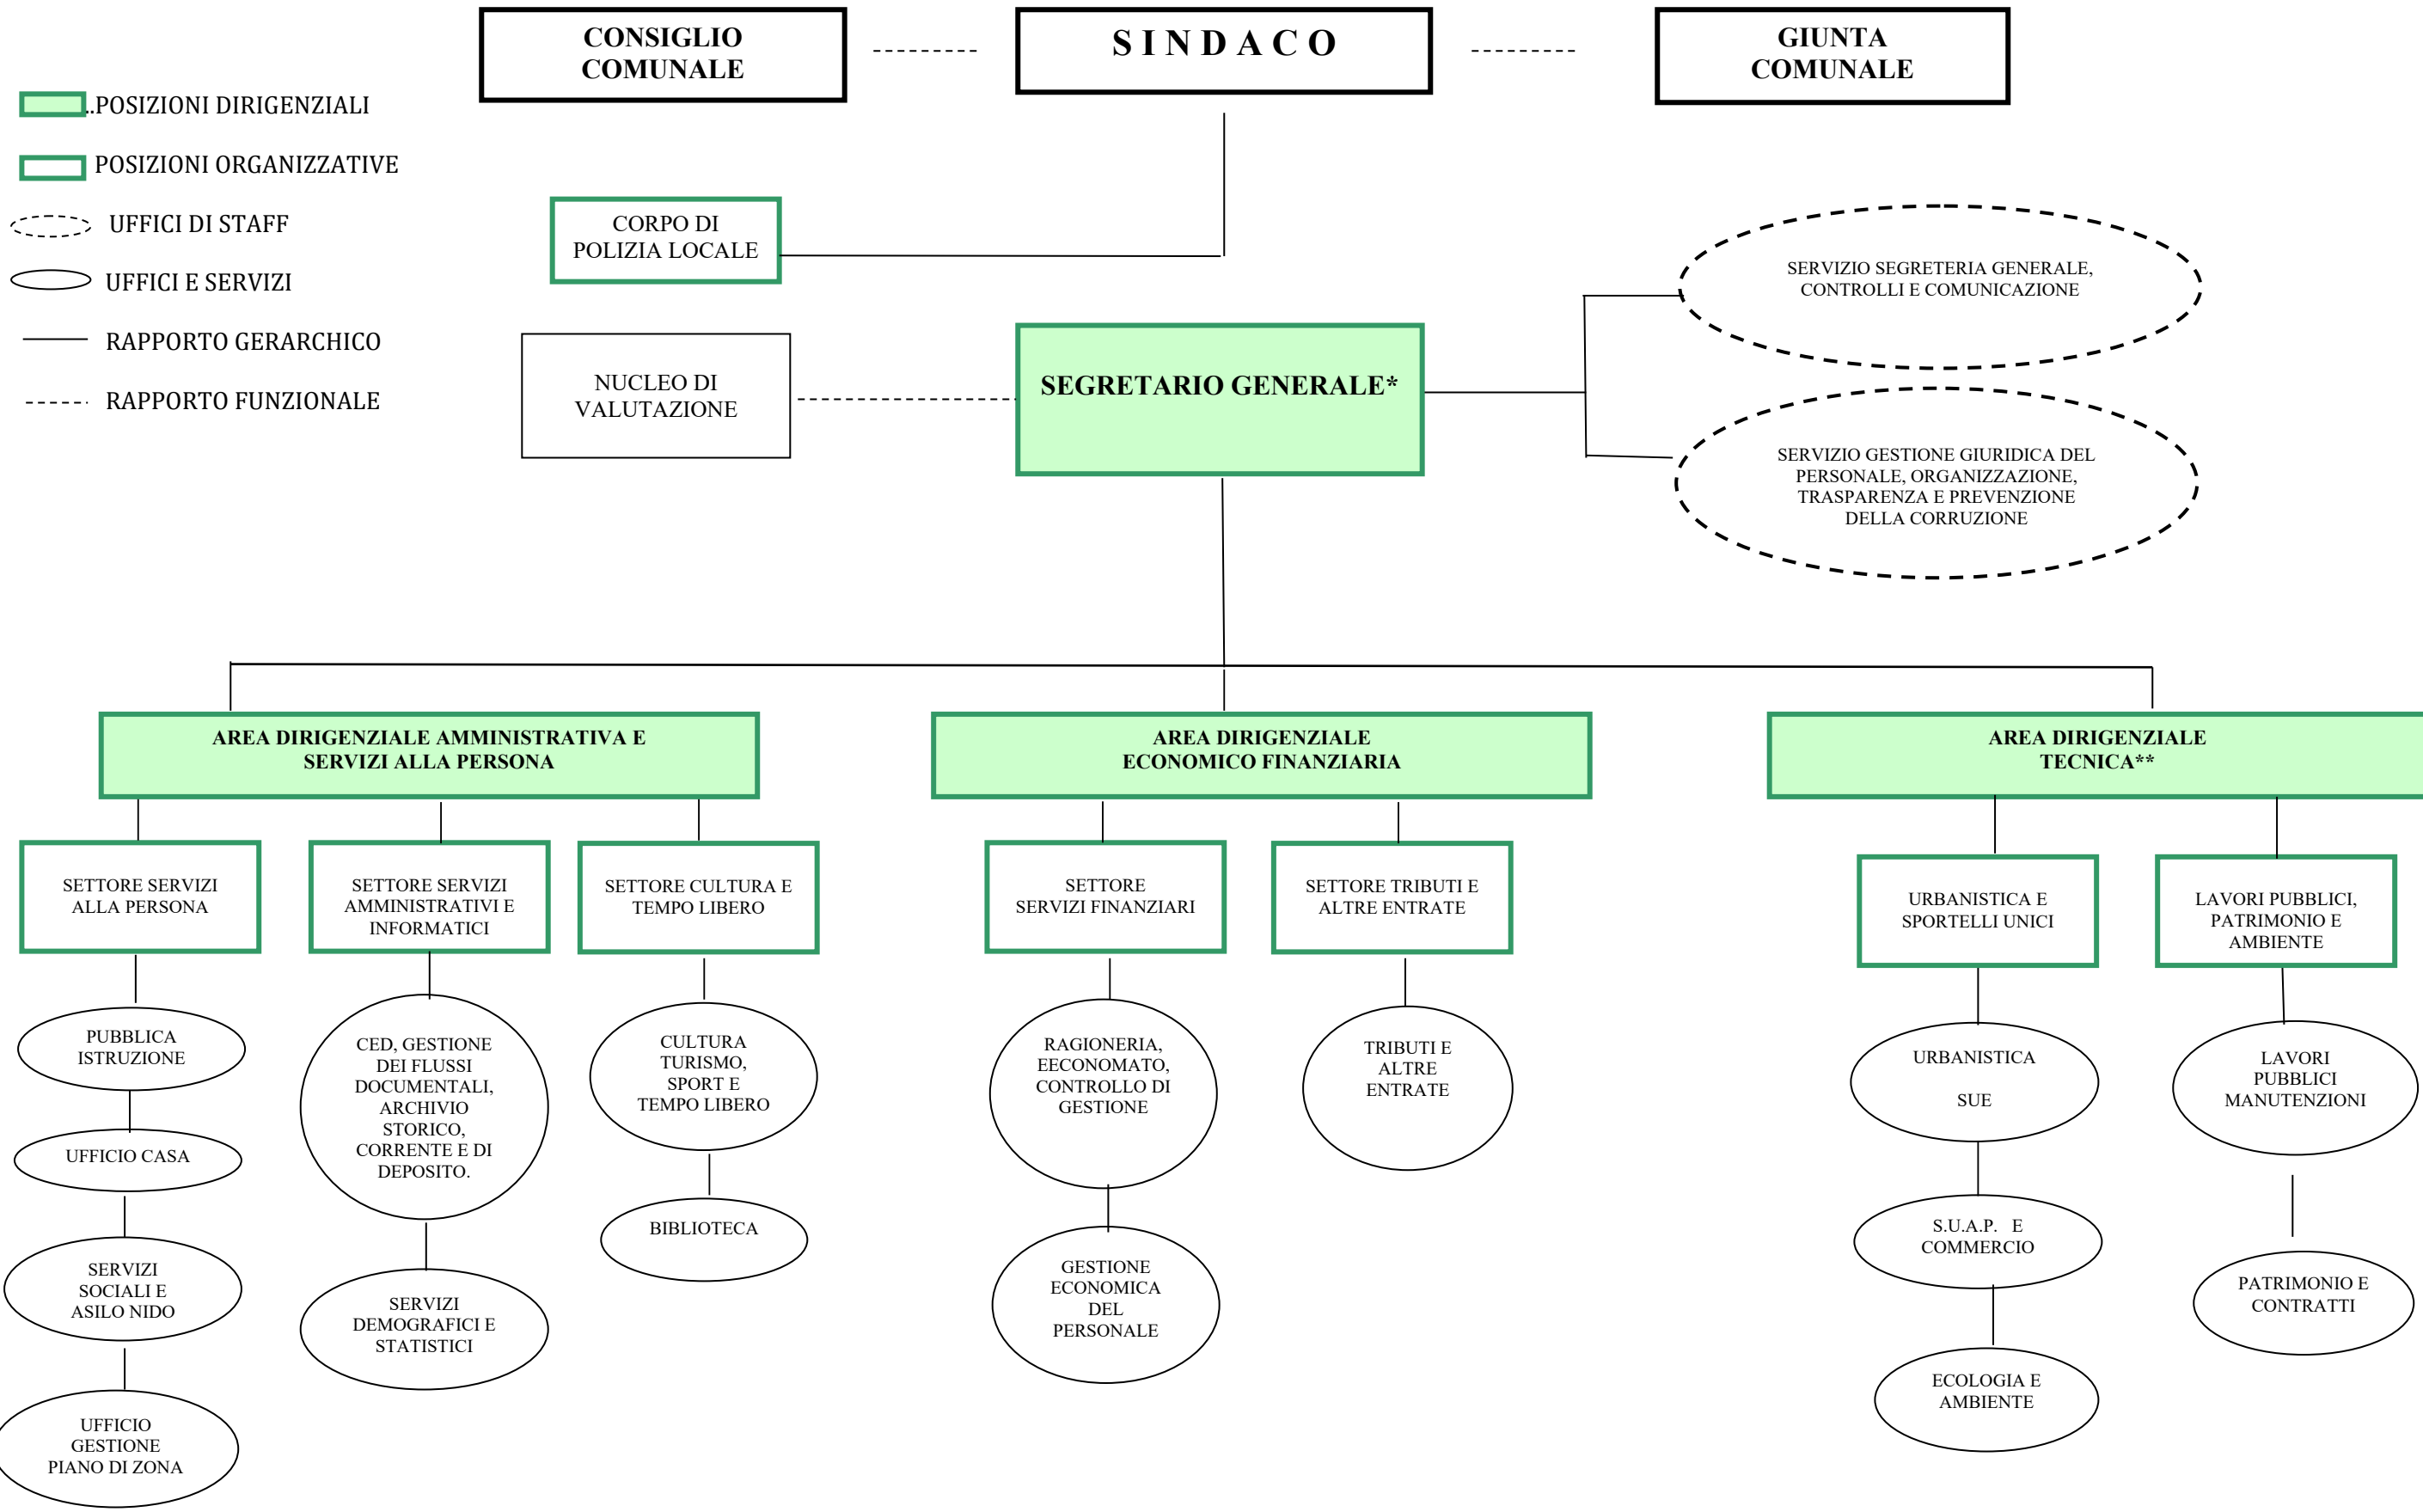 CONSIGLIO
COMUNALE
S I N D A C O
GIUNTA
COMUNALE
..POSIZIONI DIRIGENZIALI
POSIZIONI ORGANIZZATIVE
UFFICI DI STAFF
UFFICI E SERVIZI
RAPPORTO GERARCHICO
RAPPORTO FUNZIONALE
CORPO DI
POLIZIA LOCALE
NUCLEO DI
VALUTAZIONE
SEGRETARIO GENERALE*
SERVIZIO SEGRETERIA GENERALE,
CONTROLLI E COMUNICAZIONE
SERVIZIO GESTIONE GIURIDICA DEL
PERSONALE, ORGANIZZAZIONE,
TRASPARENZA E PREVENZIONE
DELLA CORRUZIONE
AREA DIRIGENZIALE AMMINISTRATIVA E
SERVIZI ALLA PERSONA
AREA DIRIGENZIALE
ECONOMICO FINANZIARIA
AREA DIRIGENZIALE
TECNICA**
SETTORE SERVIZI
ALLA PERSONA
SETTORE SERVIZI
AMMINISTRATIVI E
INFORMATICI
SETTORE CULTURA E
TEMPO LIBERO
SETTORE
SERVIZI FINANZIARI
SETTORE TRIBUTI E
ALTRE ENTRATE
URBANISTICA E
SPORTELLI UNICI
LAVORI PUBBLICI,
PATRIMONIO E
AMBIENTE
PUBBLICA
ISTRUZIONE
UFFICIO CASA
SERVIZI
SOCIALI E
ASILO NIDO
UFFICIO
GESTIONE
PIANO DI ZONA
CED, GESTIONE
DEI FLUSSI
DOCUMENTALI,
ARCHIVIO
STORICO,
CORRENTE E DI
DEPOSITO.
SERVIZI
DEMOGRAFICI E
STATISTICI
CULTURA
TURISMO,
SPORT E
TEMPO LIBERO
BIBLIOTECA
RAGIONERIA,
EECONOMATO,
CONTROLLO DI
GESTIONE
GESTIONE
ECONOMICA
DEL
PERSONALE
TRIBUTI E
ALTRE
ENTRATE
URBANISTICA
SUE
S.U.A.P. E
COMMERCIO
ECOLOGIA E
AMBIENTE
LAVORI
PUBBLICI
MANUTENZIONI
PATRIMONIO E
CONTRATTI